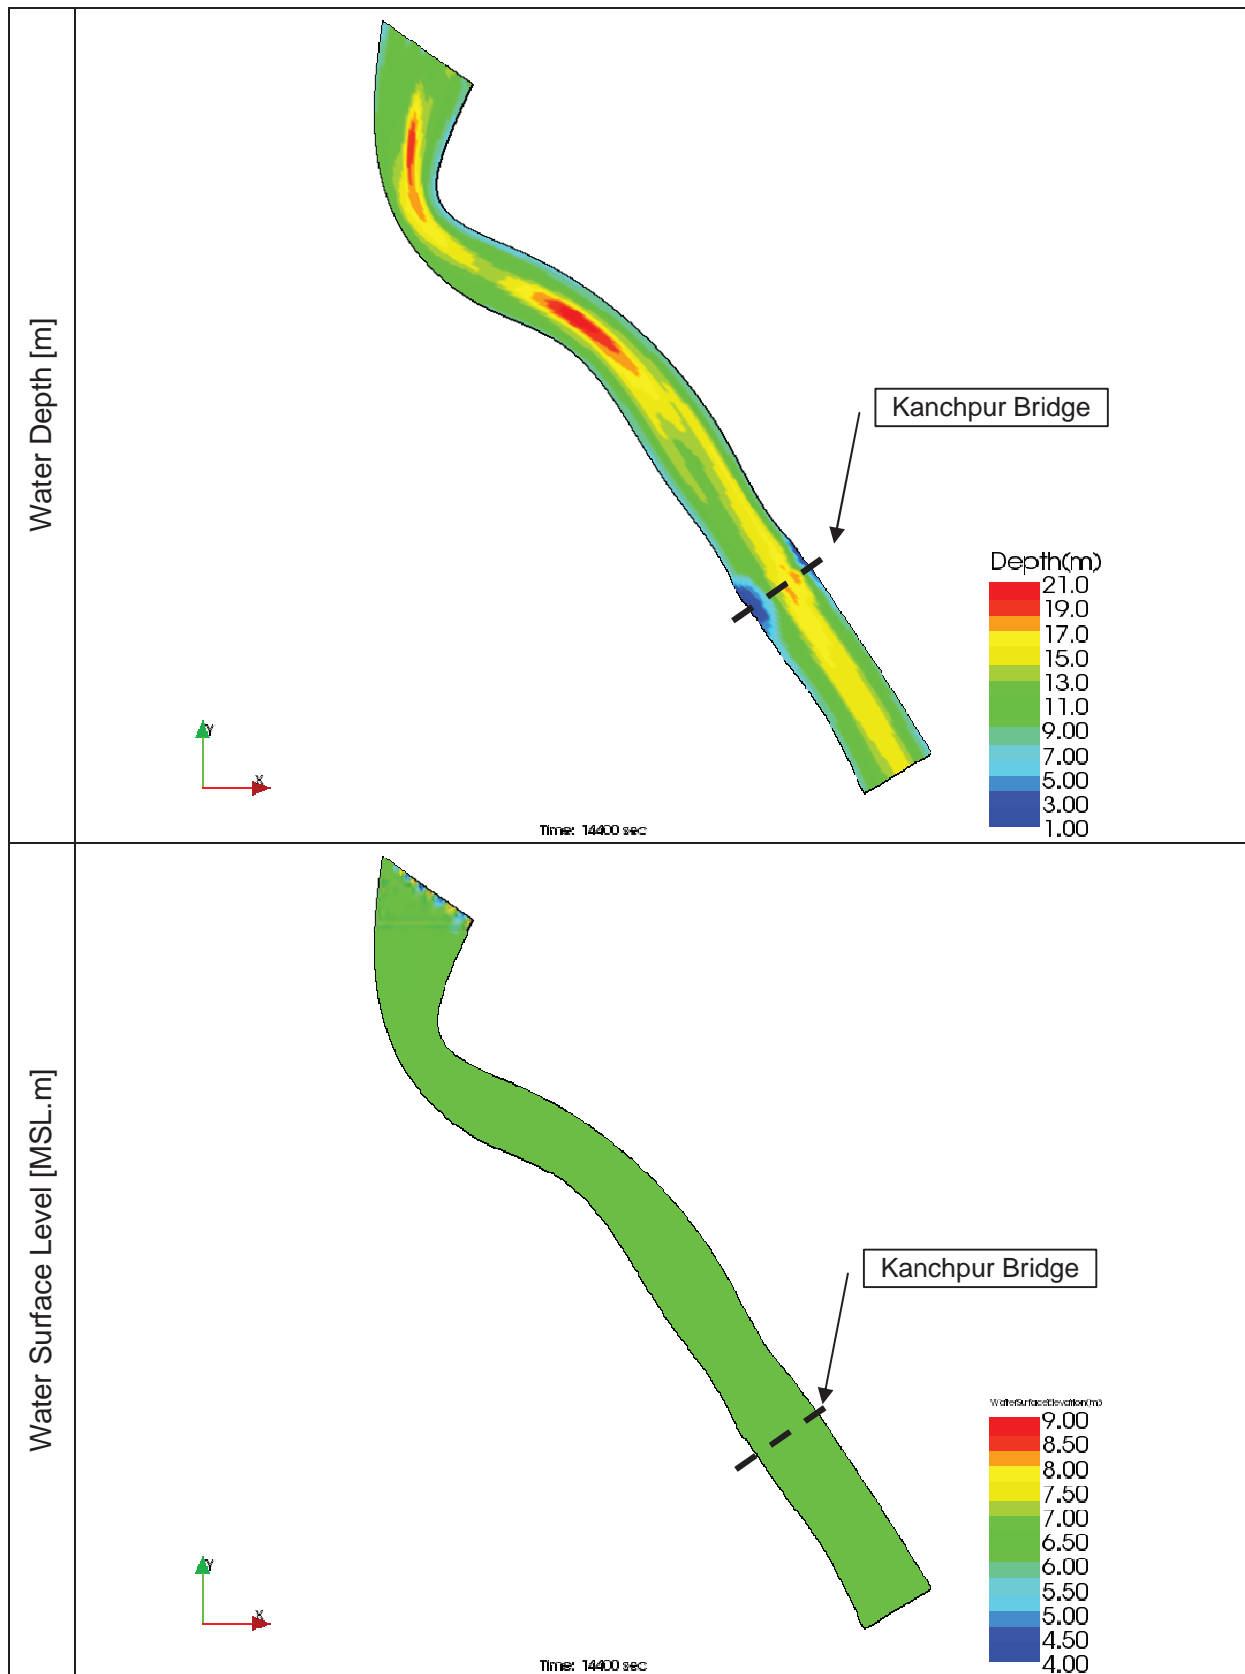 Water Depth [m]
Kanchpur Bridge
Depth(m)
21.0
19.0
17.0
15.0
13.0
11.0
9.00
7.00
5.00
3.00
1.00
Y
X
Time: 14400 sec
Water Surface Level [MSL.m]
Kanchpur Bridge
WaterSurfaceElevation(m)
9.00
8.50
8.00
7.50
7.00
6.50
6.00
5.50
5.00
4.50
4.00
Y
X
Time: 14400 sec